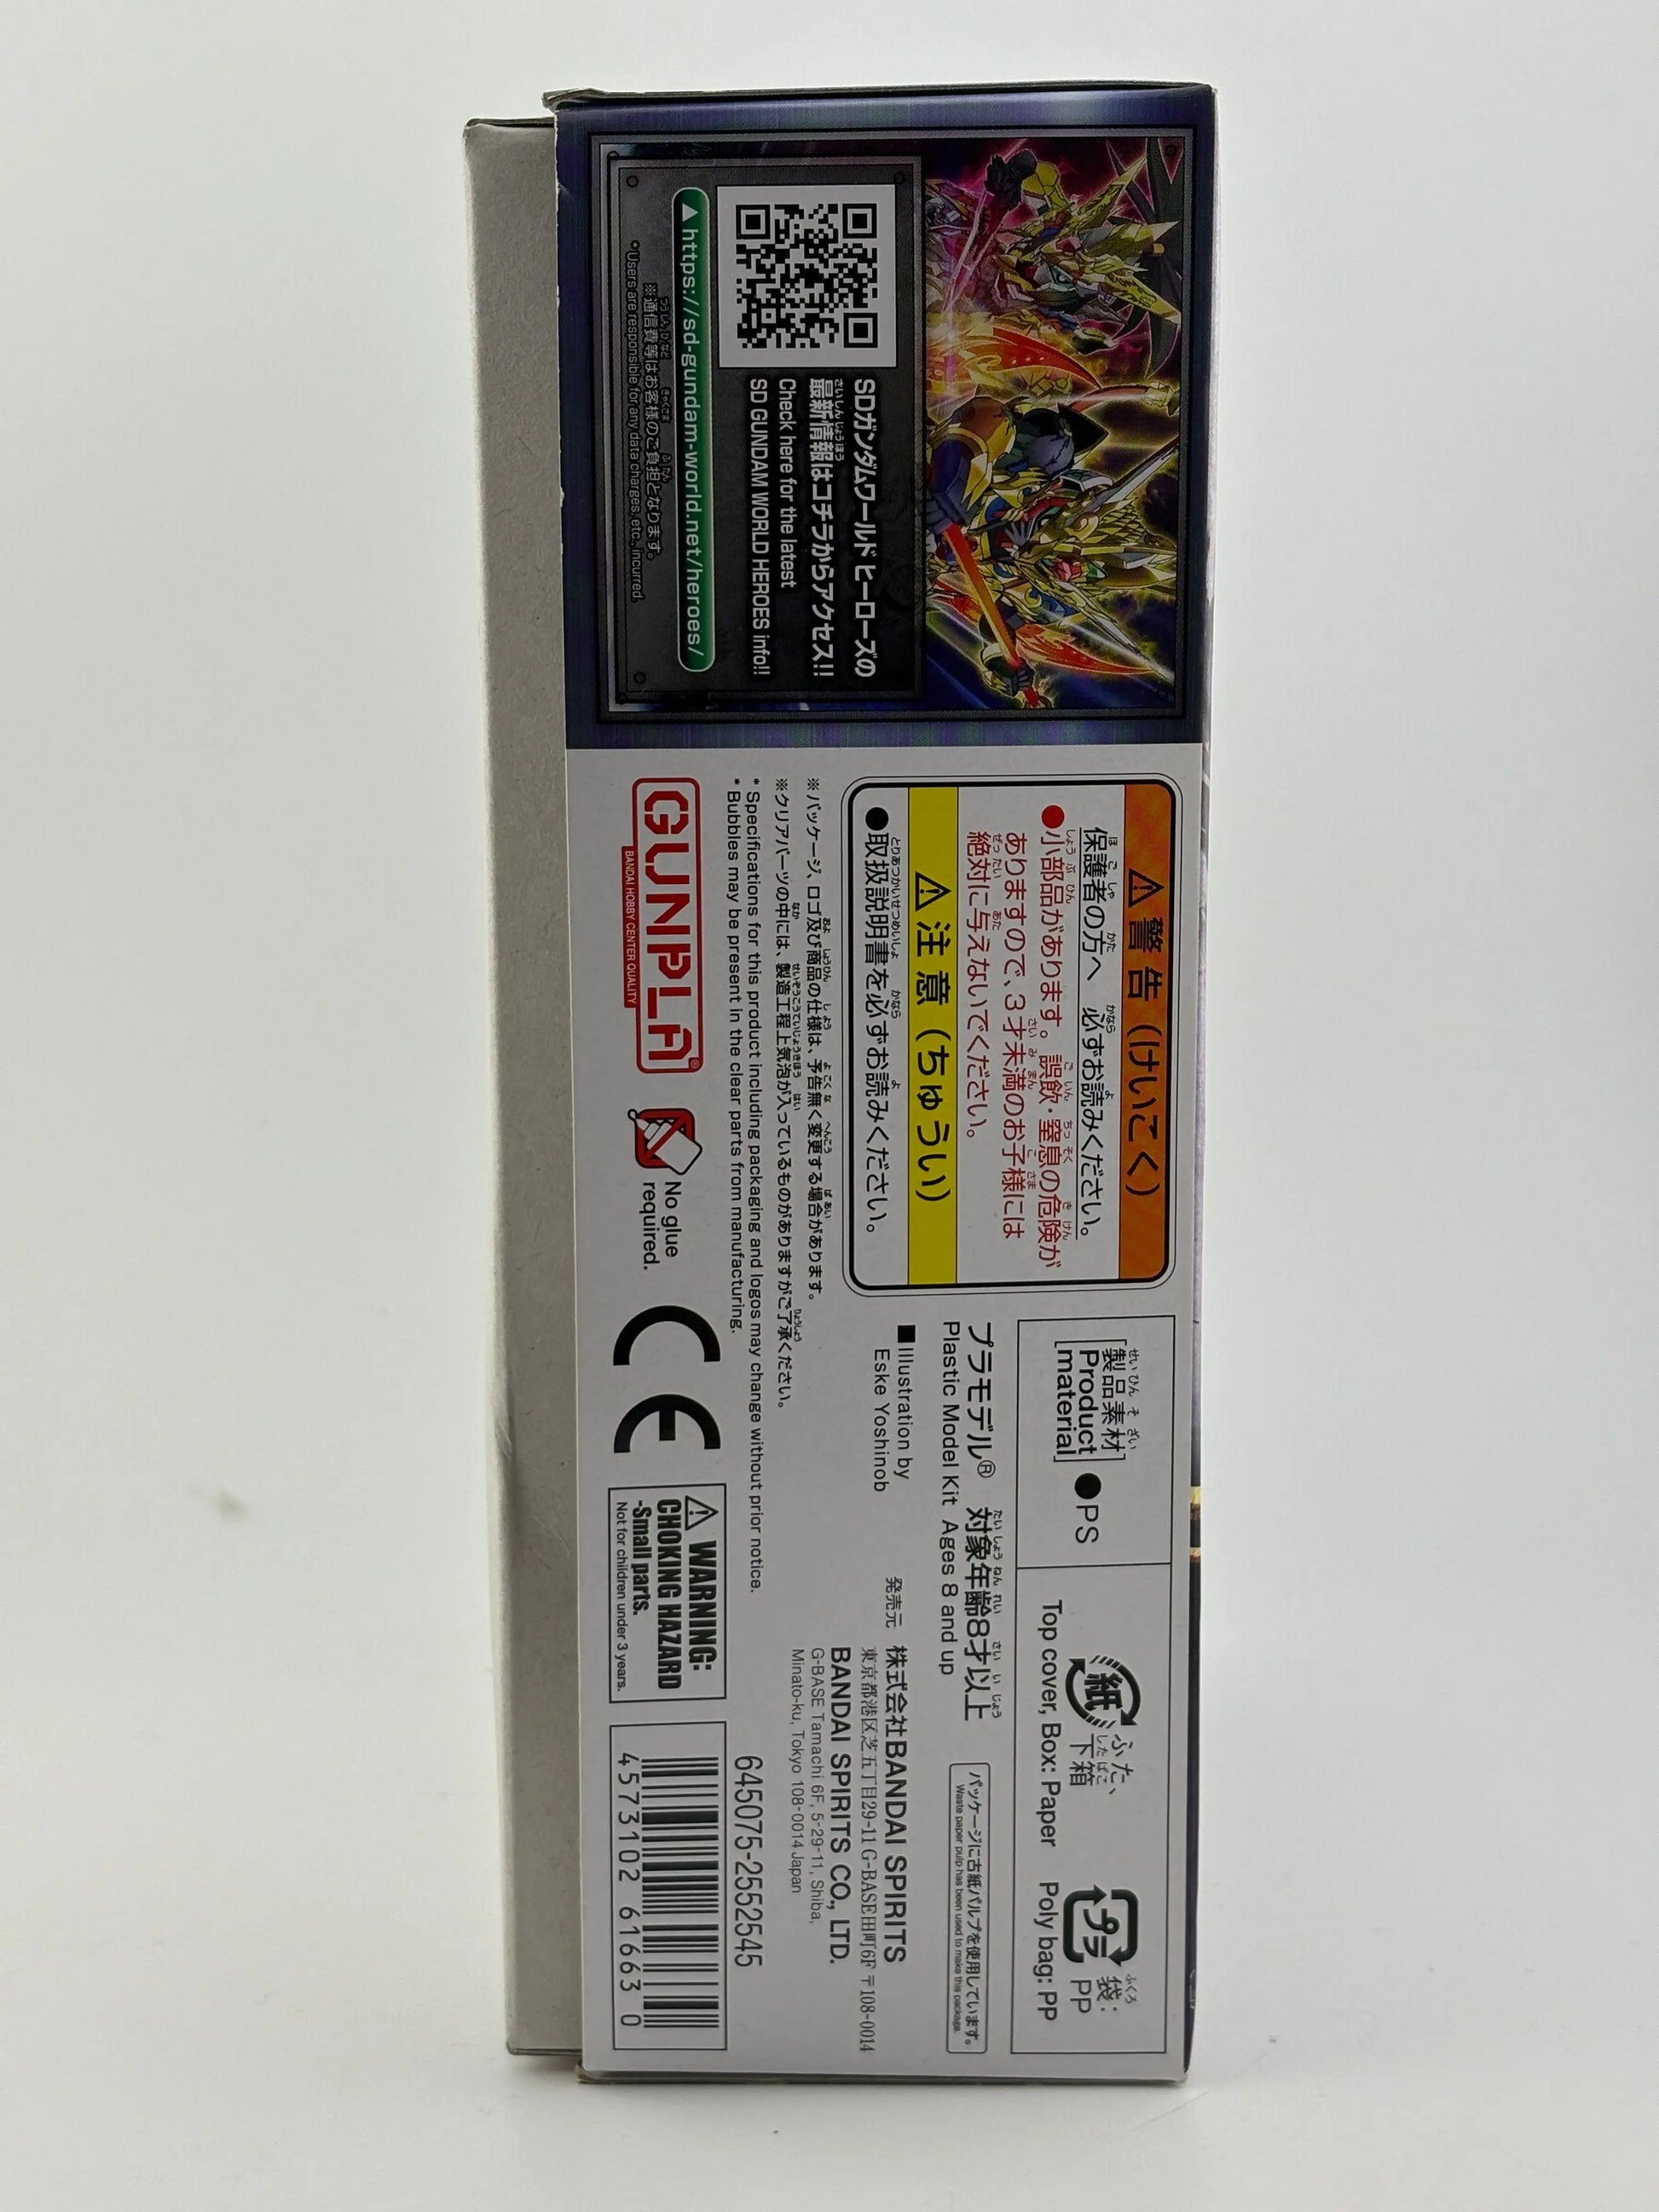 SDガンダムワールド ヒーローズの
最新情報はコチラからアクセス!!
Check here for the latest
SD GUNDAM WORLD HEROES info!!
▲https://sd-gundam-world.net/heroes/
※通信費等はお客様のご負担となります。
*Users are responsible for any data charges, etc., incurred.
⚠警告(けいこく)
保護者の方へ 必ずお読みください。
●小部品があります。誤飲・窒息の危険が
ありますので、3才未満のお子様には
絶対に与えないでください。
⚠注意(ちゅうい)
●取扱説明書を必ずお読みください。
※パッケージ、ロゴ及び商品の仕様は、予告無く変更する場合があります。
※クリアパーツの中には、製造工程上気泡が入っているものがありますがご了承ください。
* Specifications for this product including packaging and logos may change without prior notice.
* Bubbles may be present in the clear parts from manufacturing.
GUNPLA®
BANDAI HOBBY CENTER QUALITY
No glue
required.
CE
⚠WARNING:
CHOKING HAZARD
-Small parts.
Not for children under 3 years.
[製品素材
Product
material]
●PS
紙
ふた、
下箱
Top cover, Box: Paper
プラ
袋:
PP
Poly bag: PP
プラモデル® 対象年齢8才以上
Plastic Model Kit Ages 8 and up
パッケージに古紙パルプを使用しています。
Waste paper pulp has been used to make this package.
■Illustration by
Eske Yoshinob
発売元 株式会社BANDAI SPIRITS
東京都港区芝五丁目29-11 G-BASE田町6F 〒108-0014
BANDAI SPIRITS CO., LTD.
G-BASE Tamachi 6F, 5-29-11, Shiba,
Minato-ku, Tokyo 108-0014 Japan
645075-2552545
4573102 61663 0